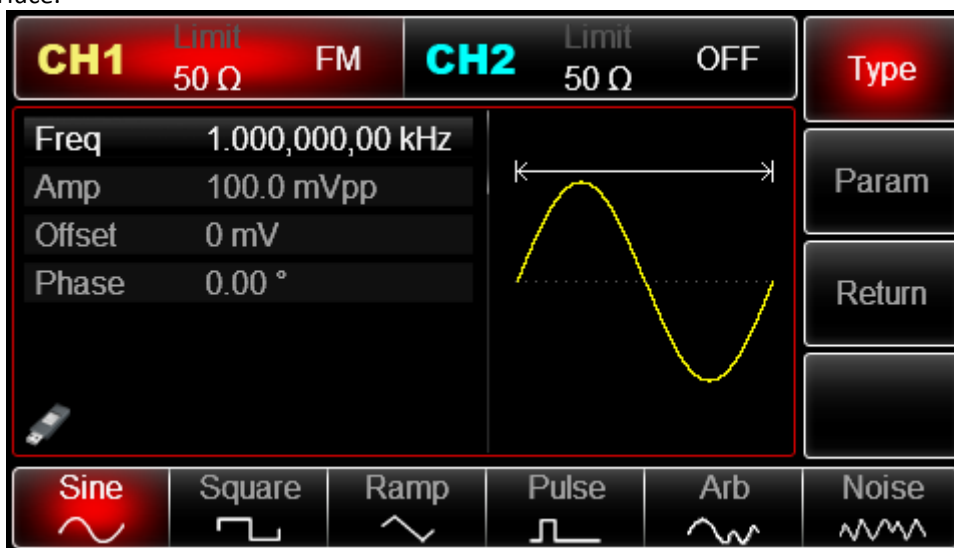 CH1 Limit 50 Ω FM CH2 Limit 50 Ω OFF Type
Freq 1.000,000,00 kHz
Amp 100.0 mVpp Param
Offset 0 mV
Phase 0.00 ° Return
Sine Square Ramp Pulse Arb Noise